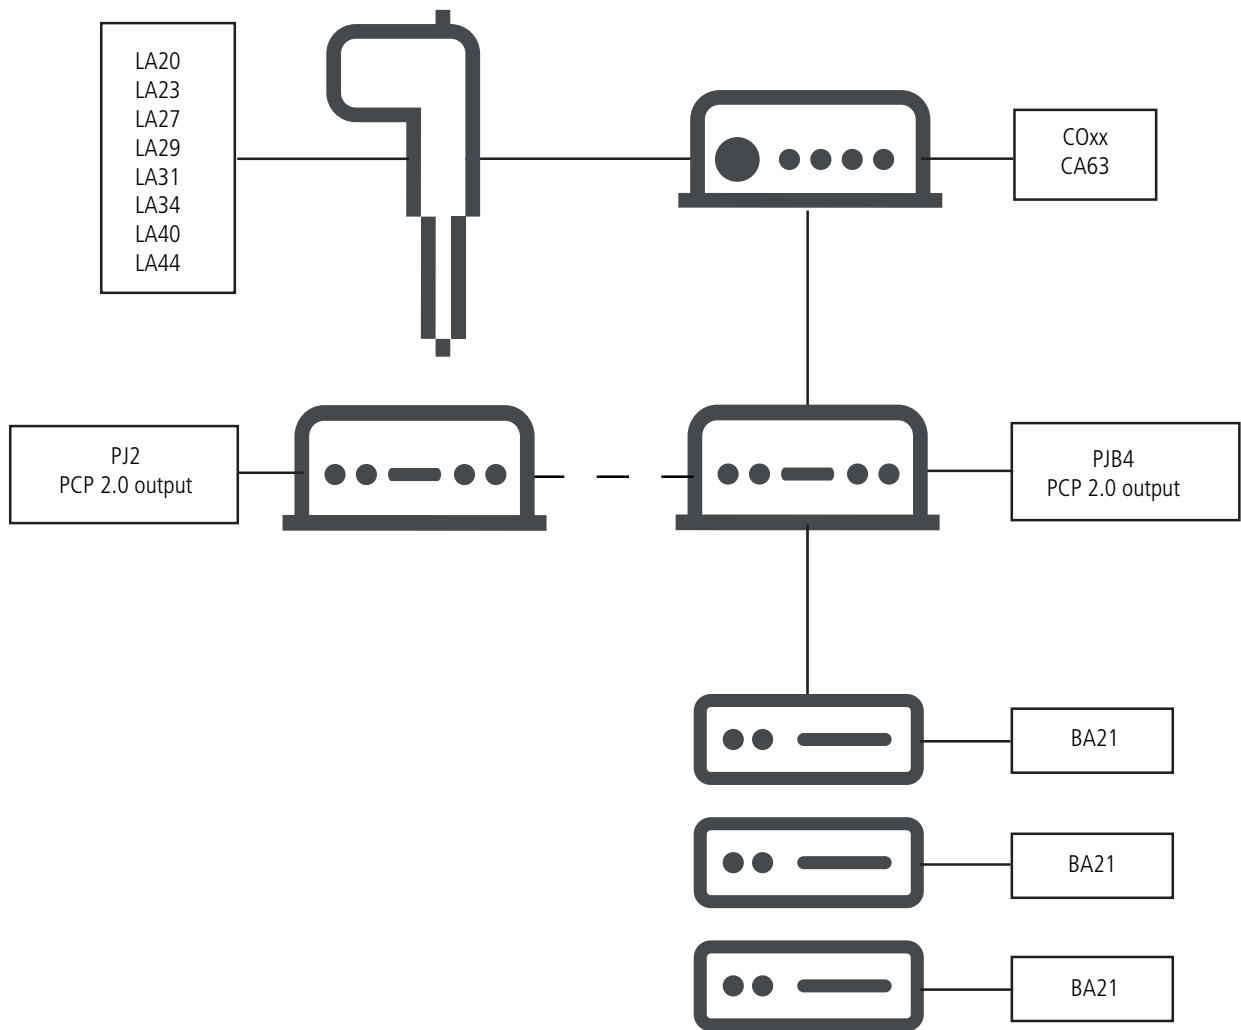 LA20
LA23
LA27
LA29
LA31
LA34
LA40
LA44
COxx
CA63
PJ2
PCP 2.0 output
PJB4
PCP 2.0 output
BA21
BA21
BA21